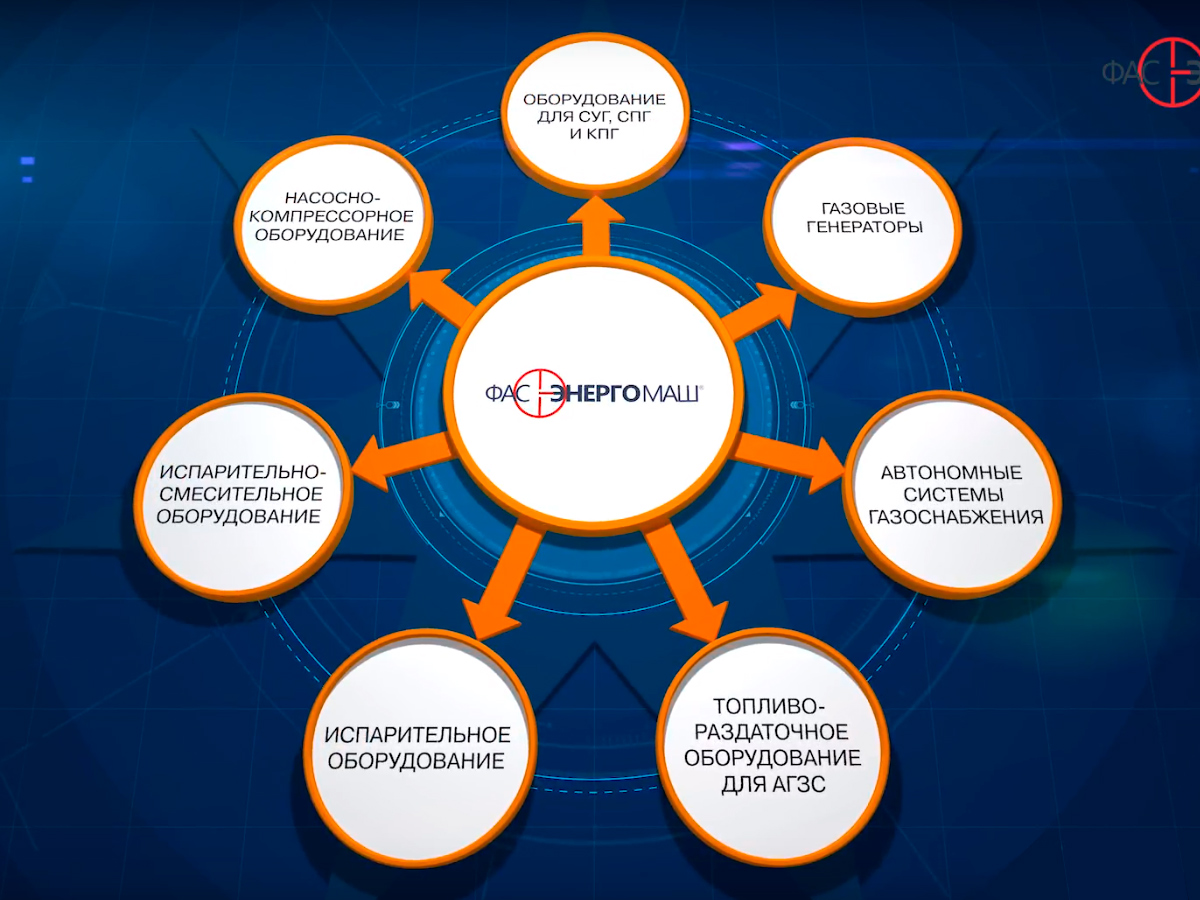 ОБОРУДОВАНИЕ
ДЛЯ СУГ, СПГ
И КПГ
ФАС Э
НАСОСНО-
КОМПРЕССОРНОЕ
ОБОРУДОВАНИЕ
ГАЗОВЫЕ
ГЕНЕРАТОРЫ
ФАС ЭНЕРГОМАШ®
ИСПАРИТЕЛЬНО-
СМЕСИТЕЛЬНОЕ
ОБОРУДОВАНИЕ
АВТОНОМНЫЕ
СИСТЕМЫ
ГАЗОСНАБЖЕНИЯ
ИСПАРИТЕЛЬНОЕ
ОБОРУДОВАНИЕ
ТОПЛИВО-
РАЗДАТОЧНОЕ
ОБОРУДОВАНИЕ
ДЛЯ АГЗС